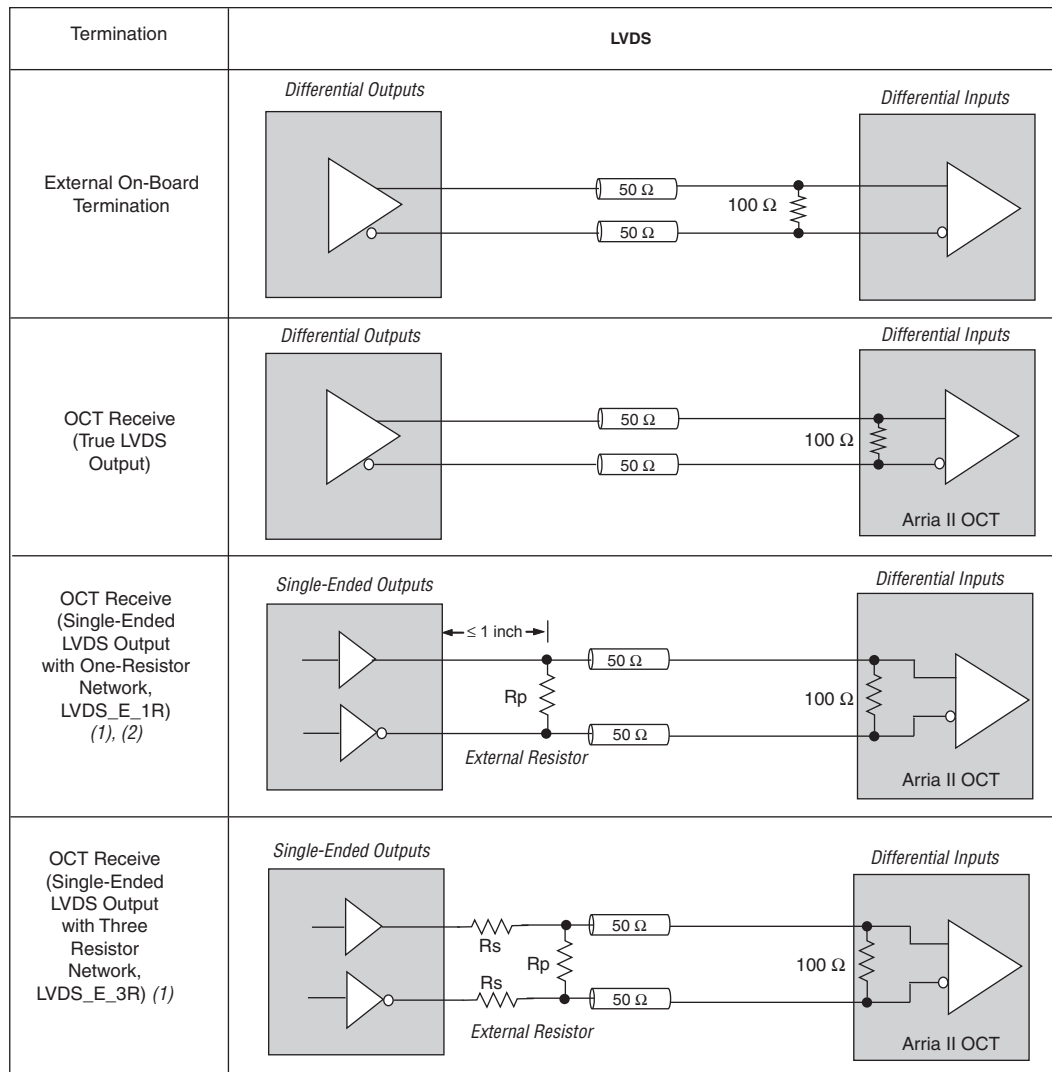 Termination
LVDS
External On-Board
Termination
Differential Outputs
Differential Inputs
50 Ω
50 Ω
100 Ω
OCT Receive
(True LVDS
Output)
Differential Outputs
Differential Inputs
50 Ω
50 Ω
100 Ω
Arria II OCT
OCT Receive
(Single-Ended
LVDS Output
with One-Resistor
Network,
LVDS_E_1R)
(1), (2)
Single-Ended Outputs
Differential Inputs
≤ 1 inch
50 Ω
Rp
100 Ω
50 Ω
External Resistor
Arria II OCT
OCT Receive
(Single-Ended
LVDS Output
with Three
Resistor
Network,
LVDS_E_3R) (1)
Single-Ended Outputs
Differential Inputs
50 Ω
Rs
Rp
100 Ω
Rs
50 Ω
External Resistor
Arria II OCT